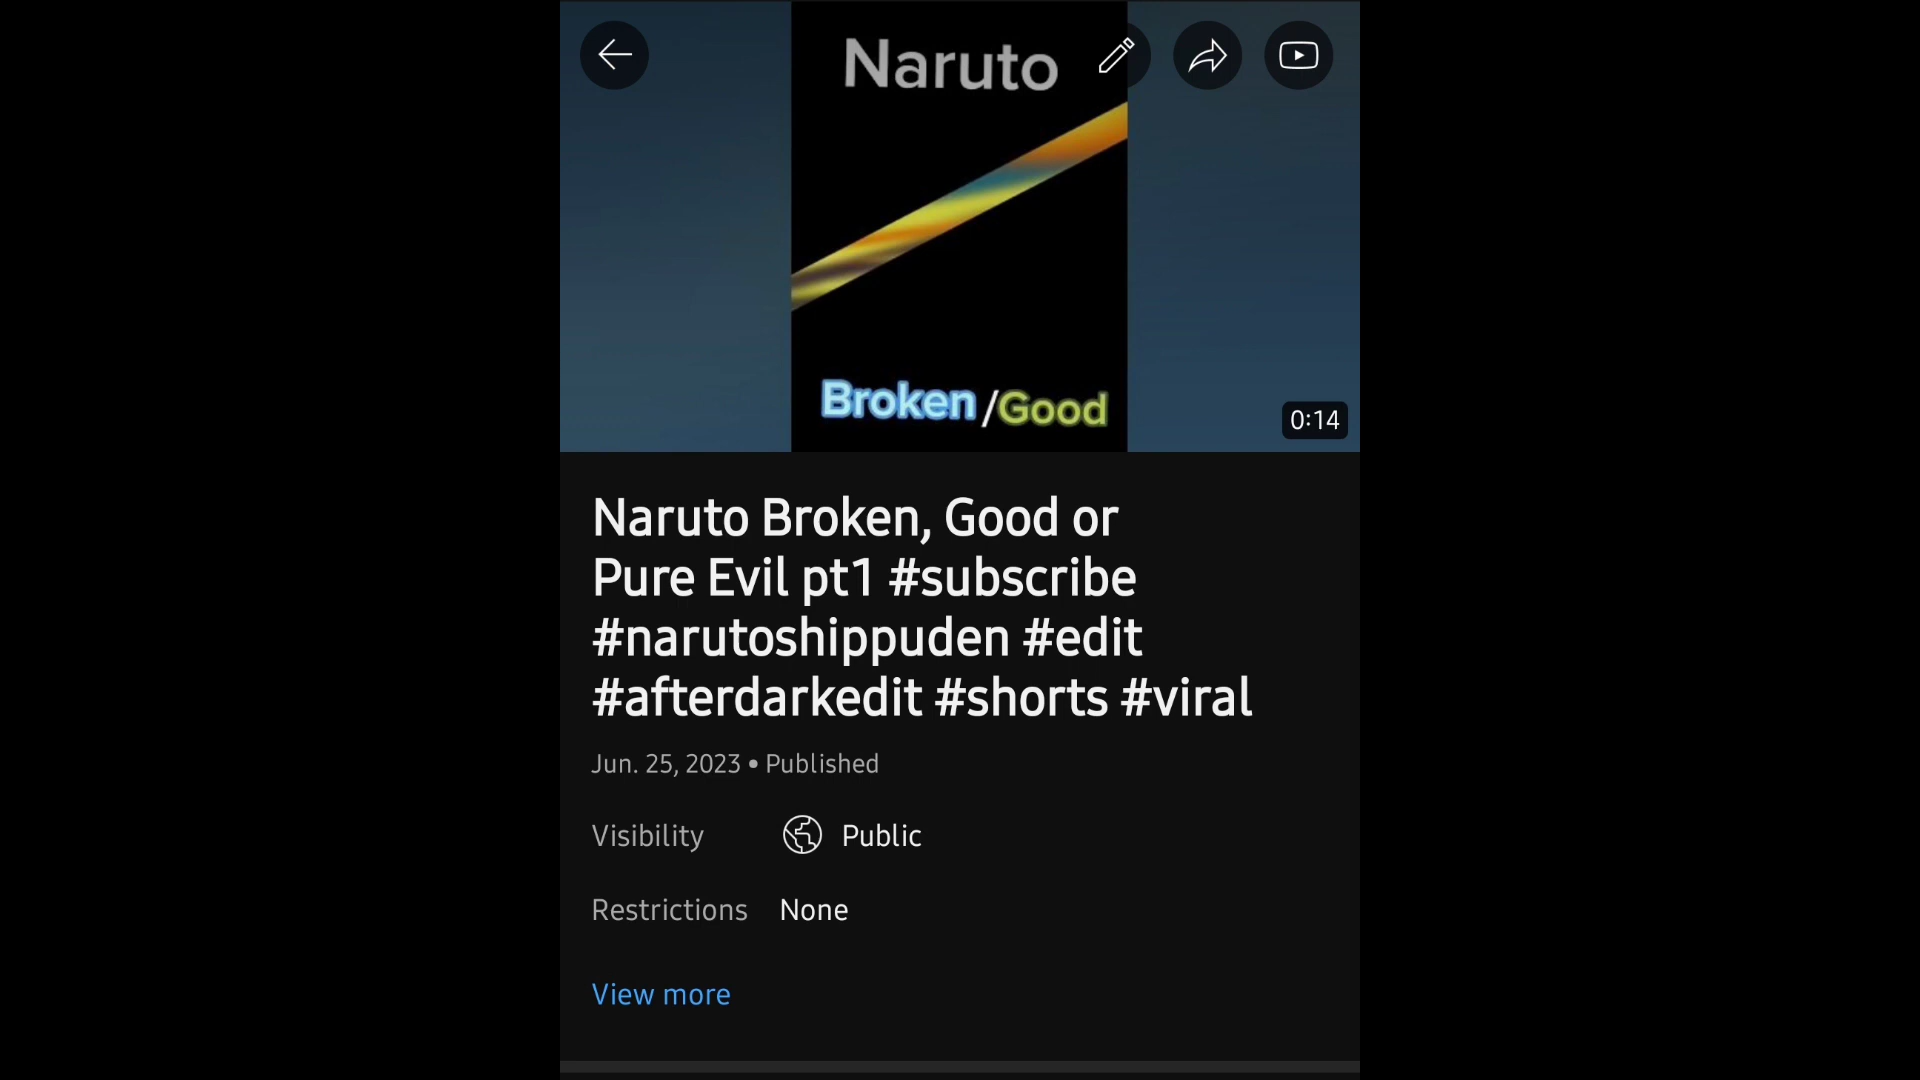 Naruto
Broken/Good
0:14
Naruto Broken, Good or
Pure Evil pt1 #subscribe
#narutoshippuden #edit
#afterdarkedit #shorts #viral
Jun. 25, 2023 • Published
Visibility Public
Restrictions None
View more